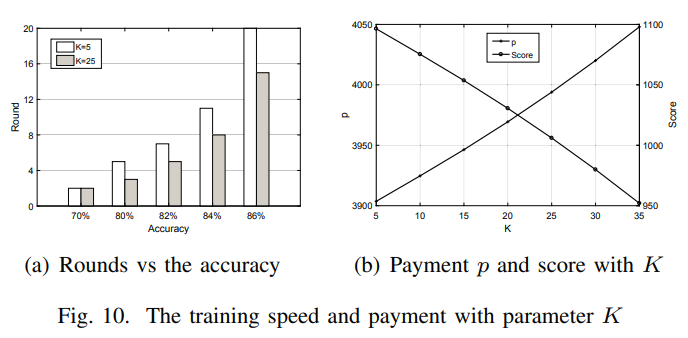 20
16
12
8
4
0
Round
K=5
K=25
70% 80% 82% 84% 86%
Accuracy
(a) Rounds vs the accuracy
4050
4000
3950
3900
p
p
Score
1100
1050
1000
950
Score
5 10 15 20 25 30 35
K
(b) Payment p and score with K
Fig. 10. The training speed and payment with parameter K